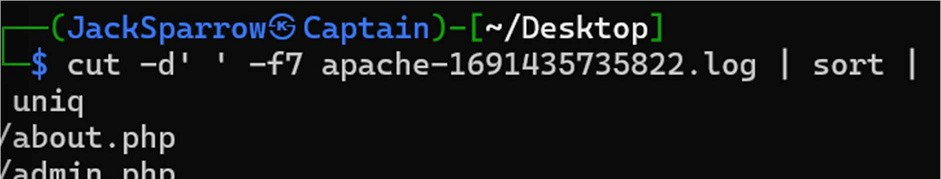 ┌──(JackSparrow㉿Captain)-[~/Desktop]
└─$ cut -d' ' -f7 apache-1691435735822.log | sort |
uniq
/about.php
/admin.php